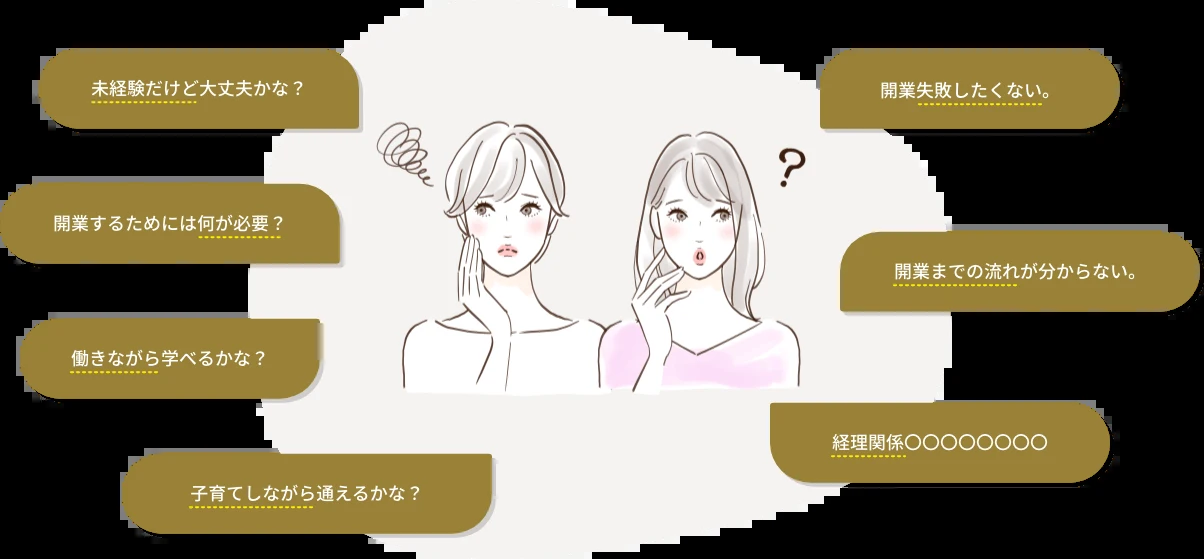 未経験だけど大丈夫かな？
開業するためには何が必要？
働きながら学べるかな？
子育てしながら通えるかな？
開業失敗したくない。
開業までの流れが分からない。
経理関係〇〇〇〇〇〇〇〇
?